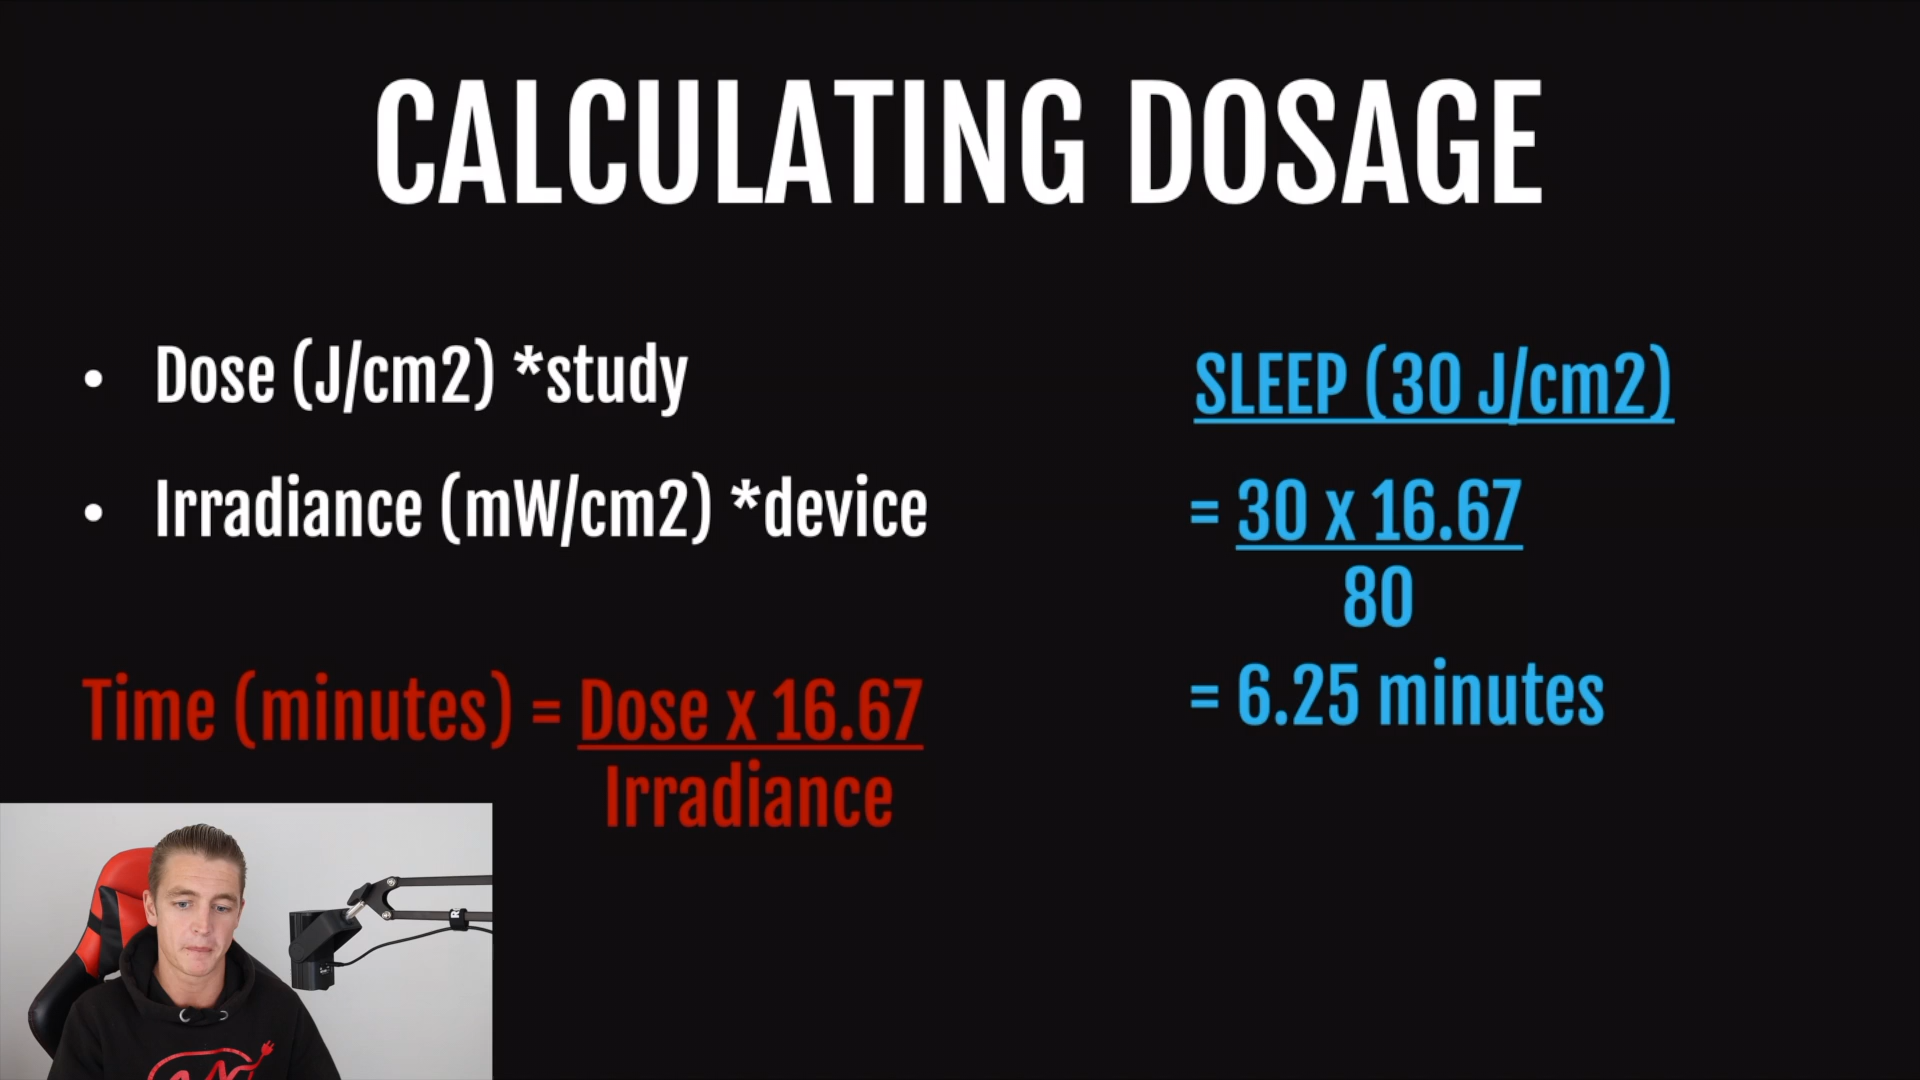 CALCULATING DOSAGE
• Dose (J/cm2) *study
• Irradiance (mW/cm2) *device
Time (minutes) = Dose x 16.67
Irradiance
SLEEP (30 J/cm2)
= 30 x 16.67
80
= 6.25 minutes